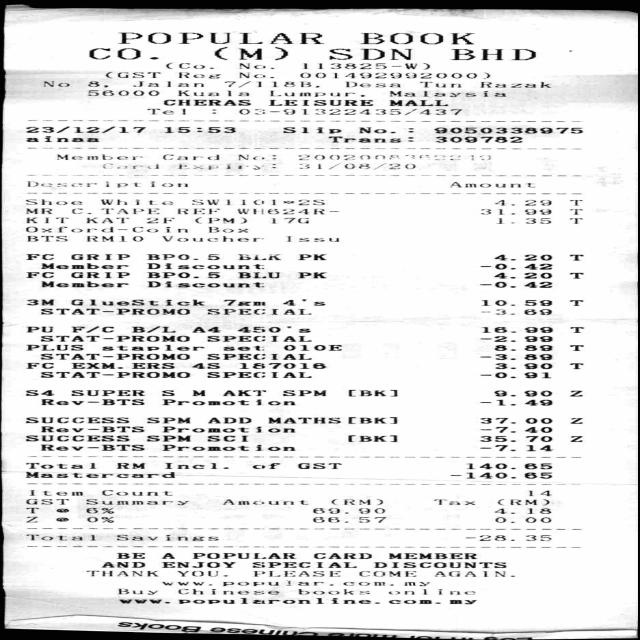 POPULAR BOOK
CO. (M) SDN BHD
(Co. No. 113825-W)
(GST Reg No. 001492992000)
No 8, Jalan 7/118B, Desa Tun Razak
56000 Kuala Lumpur, Malaysia
CHERAS LEISURE MALL
Tel : 03-91322435/437
23/12/17 15:53 Slip No.: 9050338975
ainaa Trans: 309782
Member Card No:
Card Expiry: 31/08/20
Description Amount
Shoe White SW1101-2S 4.29 T
MR C.TAPE REF WH624R- 31.99 T
KIT KAT 2F (PM) 17G 1.35 T
Oxford-Coin Box
BTS RM10 Voucher Issu
FC GRIP BP0.5 BLK PK 4.20 T
Member Discount -0.42
FC GRIP BP0.5 BLU PK 4.20 T
Member Discount -0.42
3M GlueStick 7gm 4's 10.59 T
STAT-PROMO SPECIAL -3.69
PU F/C B/L A4 450's 16.99 T
STAT-PROMO SPECIAL -2.99
PLUS stapler set 010E 8.89 T
STAT-PROMO SPECIAL -3.89
FC EXM.ERS 4S 187016 3.90 T
STAT-PROMO SPECIAL -0.91
S4 SUPER S M AKT SPM [BK] 9.90 Z
Rev-BTS Promotion -1.49
SUCCESS SPM ADD MATHS[BK] 37.00 Z
Rev-BTS Promotion -7.40
SUCCESS SPM SCI [BK] 35.70 Z
Rev-BTS Promotion -7.14
Total RM Incl. of GST 140.65
Mastercard -140.65
Item Count 14
GST Summary Amount (RM) Tax (RM)
T @ 6% 69.90 4.18
Z @ 0% 66.57 0.00
Total Savings -28.35
BE A POPULAR CARD MEMBER
AND ENJOY SPECIAL DISCOUNTS
THANK YOU. PLEASE COME AGAIN.
www.popular.com.my
Buy Chinese books online
www.popularonline.com.my
more Chinese Books